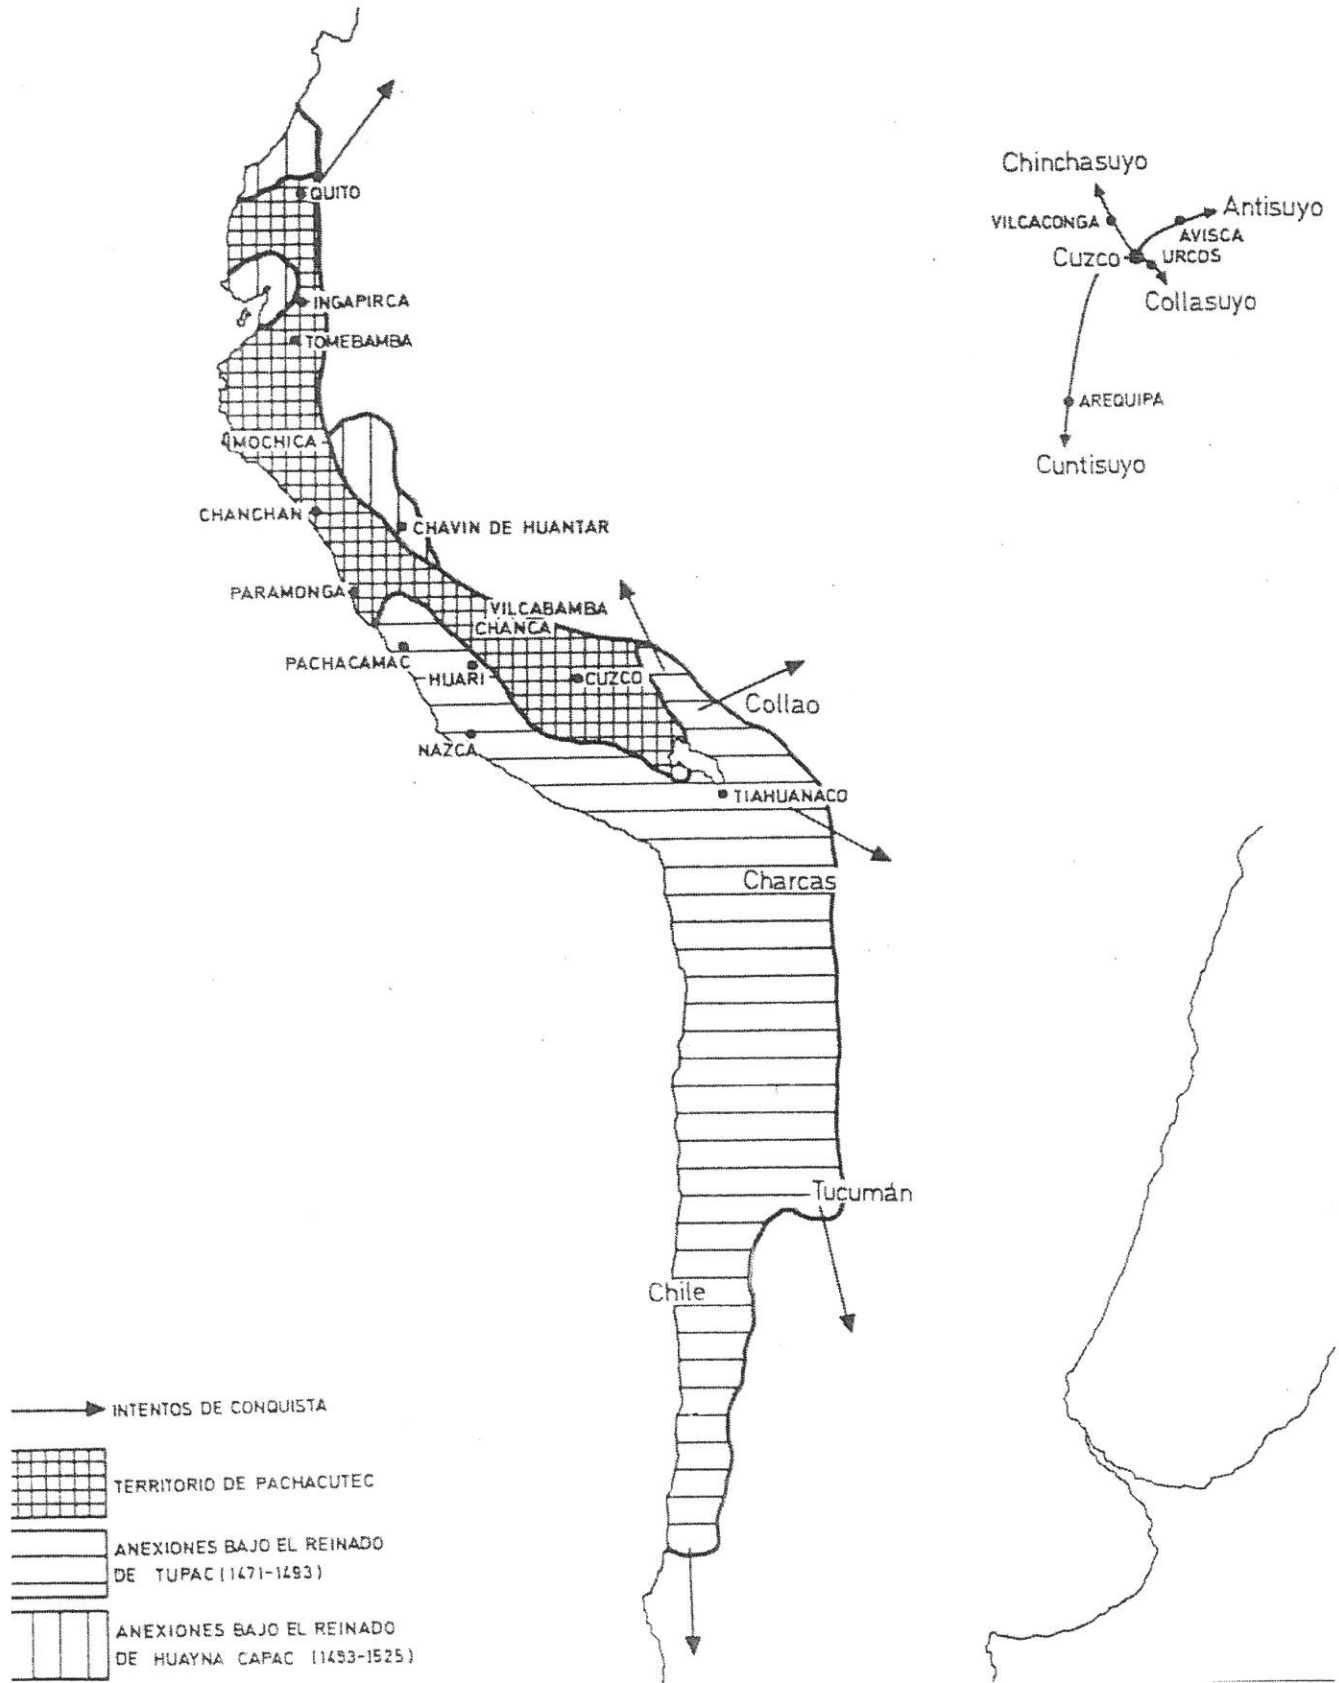 Chinchasuyo
VILCACONGA
Antisuyo
AVISCA
Cuzco
URCOS
Collasuyo
AREQUIPA
Cuntisuyo
QUITO
INGAPIRCA
TOMEBAMBA
MOCHICA
CHANCHAN
CHAVIN DE HUANTAR
PARAMONGA
VILCABAMBA
CHANCA
PACHACAMAC
HUARI
CUZCO
Collao
NAZCA
TIAHUANACO
Charcas
Tucumán
Chile
INTENTOS DE CONQUISTA
TERRITORIO DE PACHACUTEC
ANEXIONES BAJO EL REINADO
DE TUPAC (1471-1493)
ANEXIONES BAJO EL REINADO
DE HUAYNA CAPAC (1493-1525)